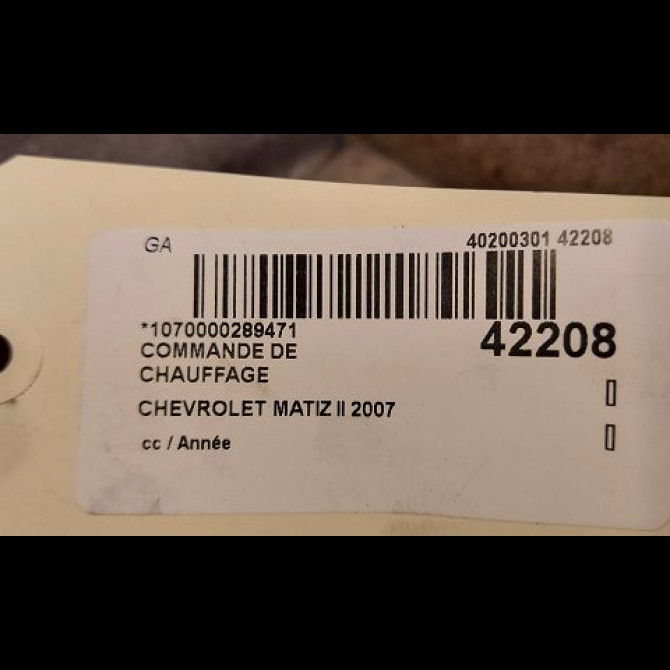 GA 40200301 42208
*1070000289471
42208
COMMANDE DE
CHAUFFAGE
CHEVROLET MATIZ II 2007
cc / Année